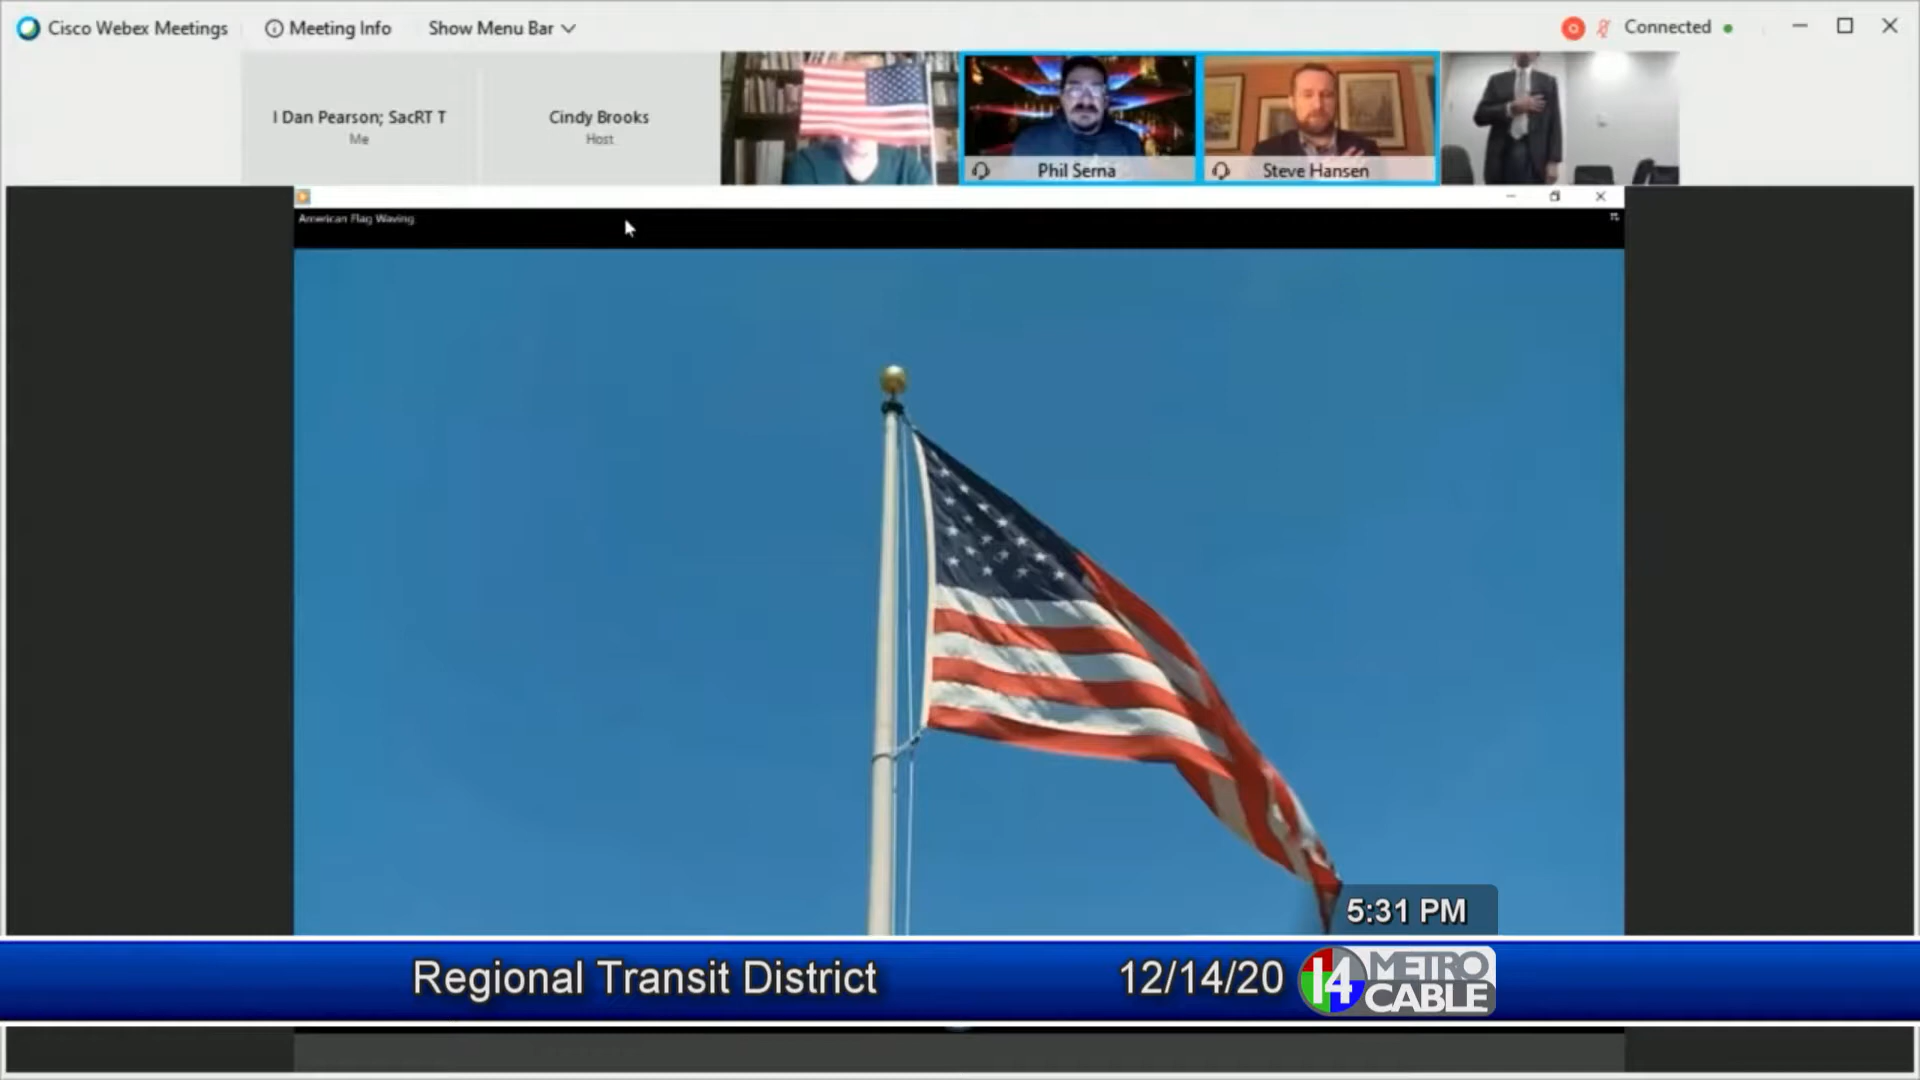 Cisco Webex Meetings
Meeting Info
Show Menu Bar
Connected
I Dan Pearson; SacRT T
Me
Cindy Brooks
Host
Phil Serna
Steve Hansen
American Flag Waving
5:31 PM
Regional Transit District
12/14/20
14 METRO CABLE